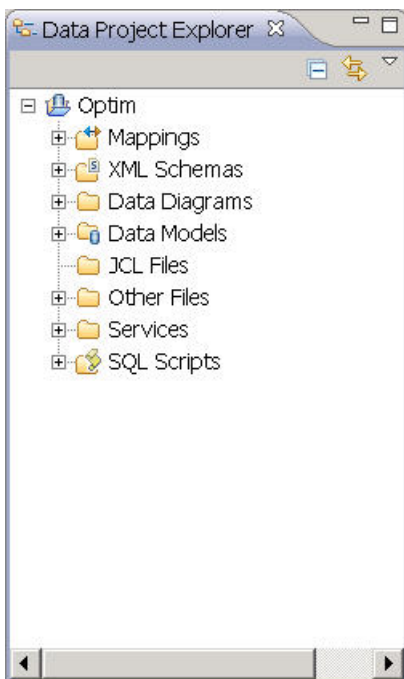 Data Project Explorer
Optim
Mappings
XML Schemas
Data Diagrams
Data Models
JCL Files
Other Files
Services
SQL Scripts